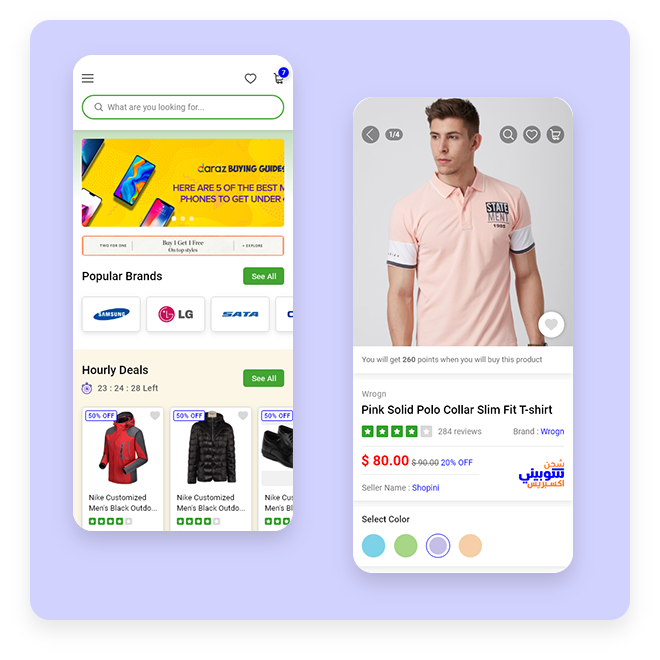 7
What are you looking for...
daraz BUYING GUIDES
HERE ARE 5 OF THE BEST M
PHONES TO GET UNDER
TWO FOR ONE
Buy 1 Get 1 Free
On top styles
+ EXPLORE
Popular Brands
See All
SAMSUNG
LG
SATA
Hourly Deals
23 : 24 : 28 Left
See All
50% OFF
50% OFF
50% OFF
Nike Customized
Men's Black Outdo...
Nike Customized
Men's Black Outdo...
Nike
Men's
1/4
STATE
MENT
1965
You will get 260 points when you will buy this product
Wrogn
Pink Solid Polo Collar Slim Fit T-shirt
284 reviews
Brand : Wrogn
$ 80.00 $ 90.00 20% OFF
شحن
شوبيني
اكسبريس
Seller Name : Shopini
Select Color